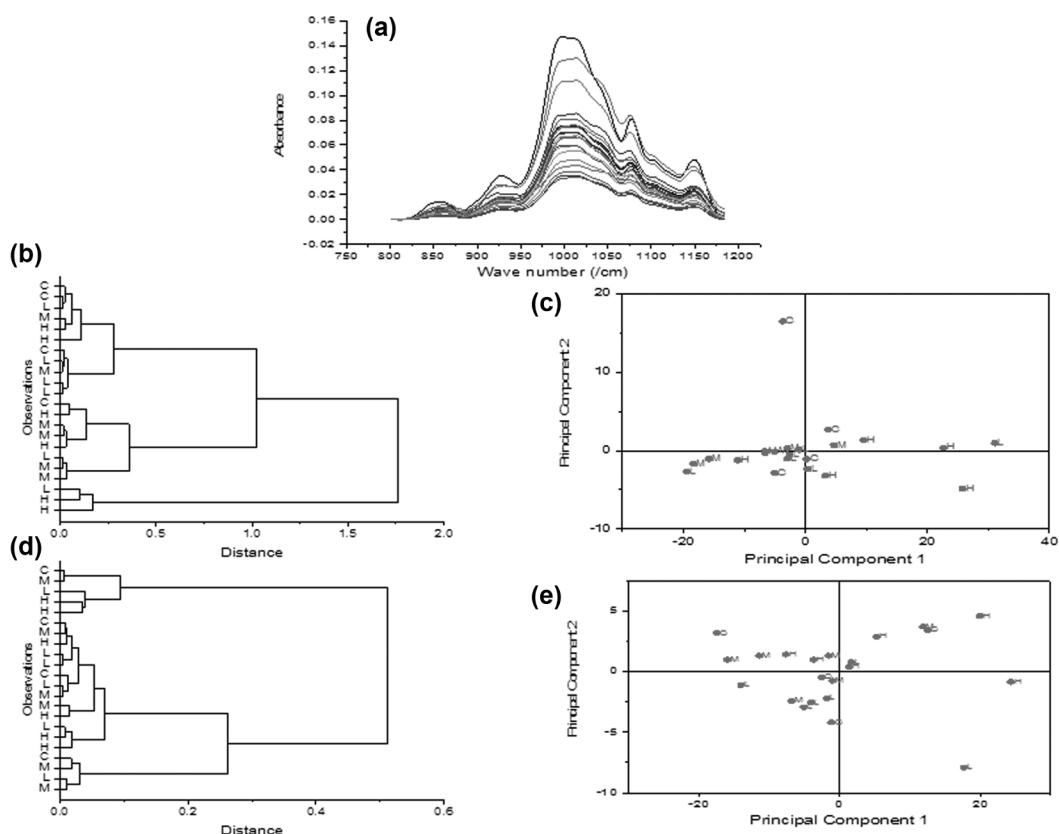 (a)
0.16
0.14
0.12
0.10
0.08
0.06
0.04
0.02
0.00
-0.02
Absorbance
750 800 850 900 950 1000 1050 1100 1150 1200
Wave number (/cm)
(b)
C
C
L
M
H
H
C
L
M
L
L
C
H
M
M
H
L
M
M
L
H
H
Observations
0.0 0.5 1.0 1.5 2.0
Distance
(c)
20
10
0
-10
Principal Component 2
-20 0 20 40
Principal Component 1
(d)
C
M
L
H
H
C
M
H
L
L
C
L
M
M
H
L
H
H
C
M
L
M
Observations
0.0 0.2 0.4 0.6
Distance
(e)
5
0
-5
-10
Principal Component 2
-20 0 20
Principal Component 1